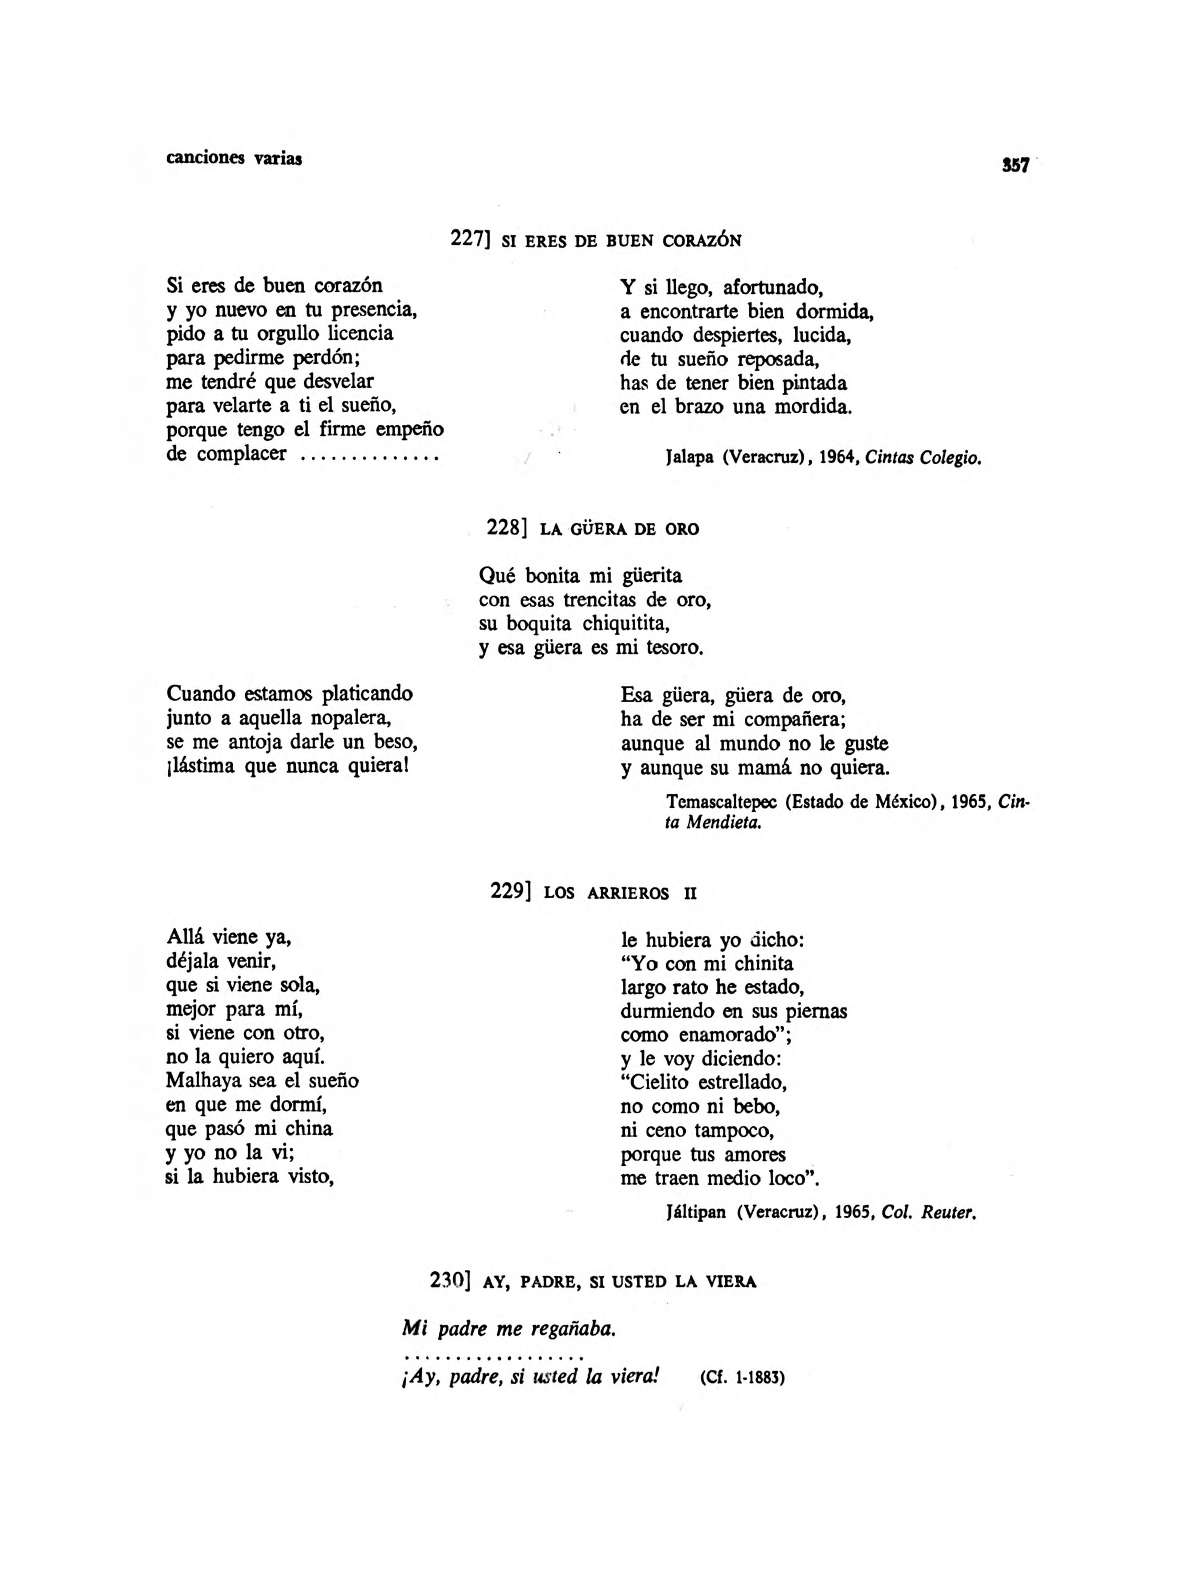 canciones varias
357
227] SI ERES DE BUEN CORAZÓN
Si eres de buen corazón
y yo nuevo en tu presencia,
pido a tu orgullo licencia
para pedirme perdón;
me tendré que desvelar
para velarte a ti el sueño,
porque tengo el firme empeño
de complacer ..............
Y si llego, afortunado,
a encontrarte bien dormida,
cuando despiertes, lucida,
de tu sueño reposada,
has de tener bien pintada
en el brazo una mordida.
Jalapa (Veracruz), 1964, Cintas Colegio.
228] LA GÜERA DE ORO
Qué bonita mi güerita
con esas trencitas de oro,
su boquita chiquitita,
y esa güera es mi tesoro.
Cuando estamos platicando
junto a aquella nopalera,
se me antoja darle un beso,
¡lástima que nunca quiera!
Esa güera, güera de oro,
ha de ser mi compañera;
aunque al mundo no le guste
y aunque su mamá no quiera.
Temascaltepec (Estado de México), 1965, Cin-
ta Mendieta.
229] LOS ARRIEROS II
Allá viene ya,
déjala venir,
que si viene sola,
mejor para mí,
si viene con otro,
no la quiero aquí.
Malhaya sea el sueño
en que me dormí,
que pasó mi china
y yo no la vi;
si la hubiera visto,
le hubiera yo dicho:
“Yo con mi chinita
largo rato he estado,
durmiendo en sus piernas
como enamorado”;
y le voy diciendo:
“Cielito estrellado,
no como ni bebo,
ni ceno tampoco,
porque tus amores
me traen medio loco”.
Jáltipan (Veracruz), 1965, Col. Reuter.
230] AY, PADRE, SI USTED LA VIERA
Mi padre me regañaba.
..................
¡Ay, padre, si usted la viera! (Cf. 1-1883)